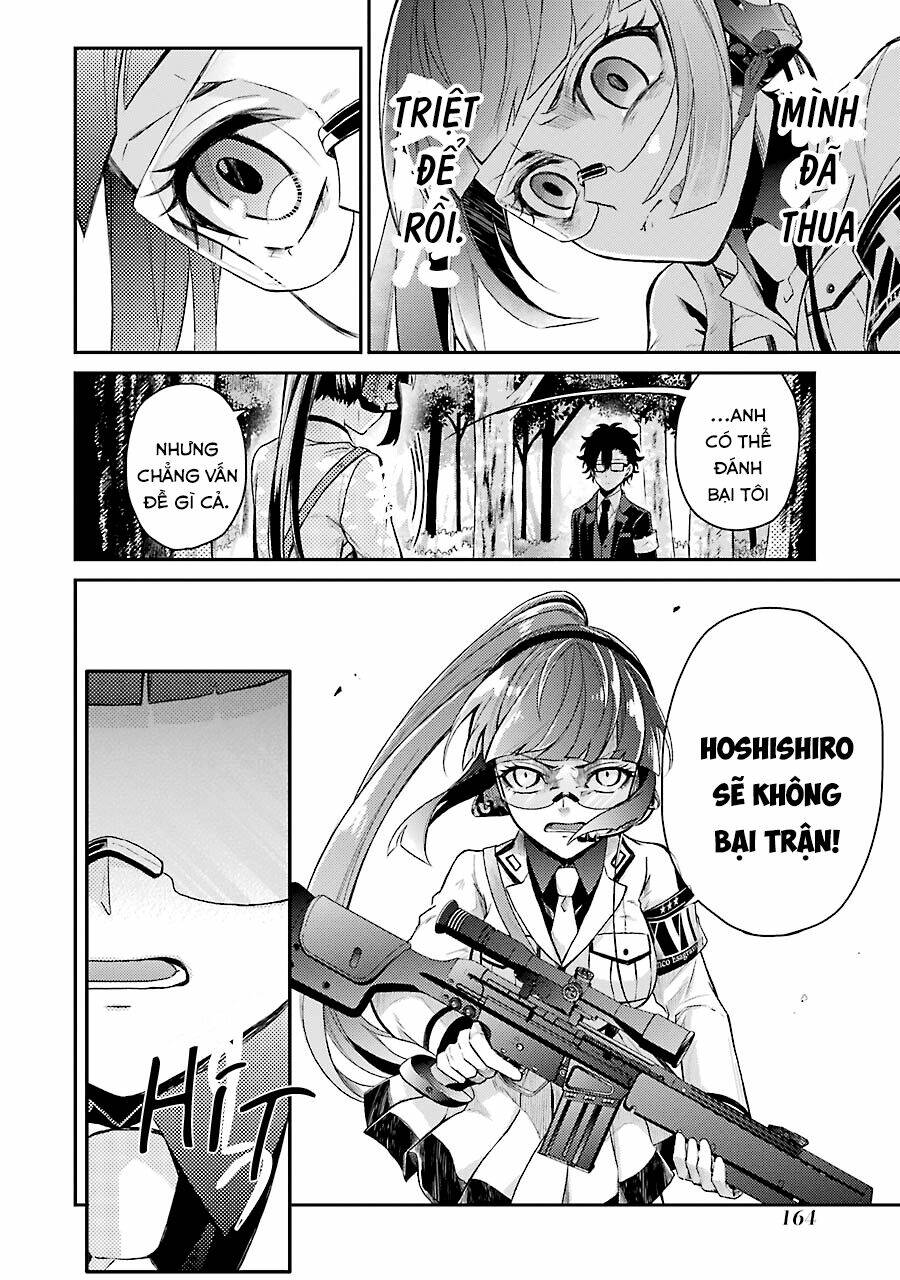 MÌNH
ĐÃ
THUA
TRIỆT
ĐỂ
RỒI.
...ANH
CÓ THỂ
ĐÁNH
BẠI TÔI
NHƯNG
CHẲNG VẤN
ĐỀ GÌ CẢ.
HOSHISHIRO
SẼ KHÔNG
BẠI TRẬN!
HÍT
164